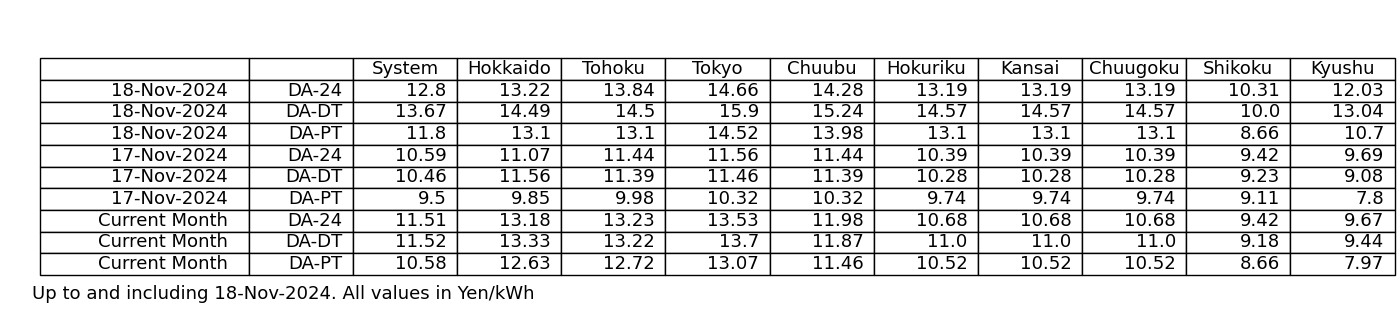 System Hokkaido Tohoku Tokyo Chuubu Hokuriku Kansai Chuugoku Shikoku Kyushu
18-Nov-2024 DA-24 12.8 13.22 13.84 14.66 14.28 13.19 13.19 13.19 10.31 12.03
18-Nov-2024 DA-DT 13.67 14.49 14.5 15.9 15.24 14.57 14.57 14.57 10.0 13.04
18-Nov-2024 DA-PT 11.8 13.1 13.1 14.52 13.98 13.1 13.1 13.1 8.66 10.7
17-Nov-2024 DA-24 10.59 11.07 11.44 11.56 11.44 10.39 10.39 10.39 9.42 9.69
17-Nov-2024 DA-DT 10.46 11.56 11.39 11.46 11.39 10.28 10.28 10.28 9.23 9.08
17-Nov-2024 DA-PT 9.5 9.85 9.98 10.32 10.32 9.74 9.74 9.74 9.11 7.8
Current Month DA-24 11.51 13.18 13.23 13.53 11.98 10.68 10.68 10.68 9.42 9.67
Current Month DA-DT 11.52 13.33 13.22 13.7 11.87 11.0 11.0 11.0 9.18 9.44
Current Month DA-PT 10.58 12.63 12.72 13.07 11.46 10.52 10.52 10.52 8.66 7.97
Up to and including 18-Nov-2024. All values in Yen/kWh